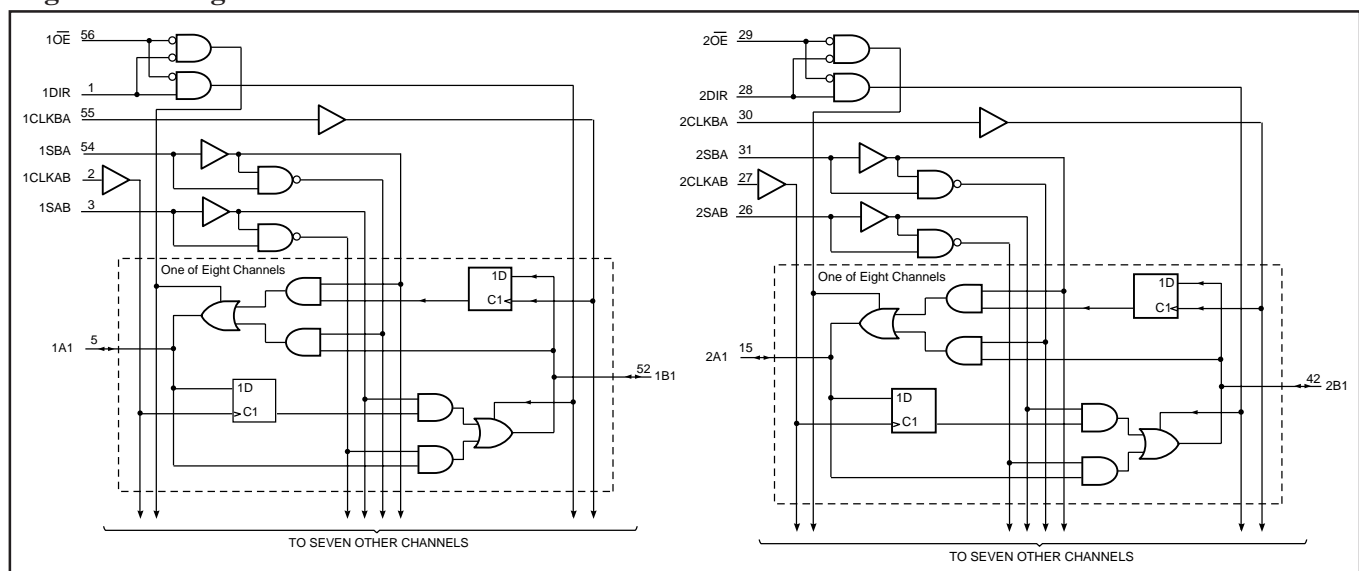 1OE 56
1DIR 1
1CLKBA 55
1SBA 54
1CLKAB 2
1SAB 3
One of Eight Channels
1D
C1
1A1 5
52 1B1
1D
C1
TO SEVEN OTHER CHANNELS
2OE 29
2DIR 28
2CLKBA 30
2SBA 31
2CLKAB 27
2SAB 26
One of Eight Channels
1D
C1
2A1 15
42 2B1
1D
C1
TO SEVEN OTHER CHANNELS